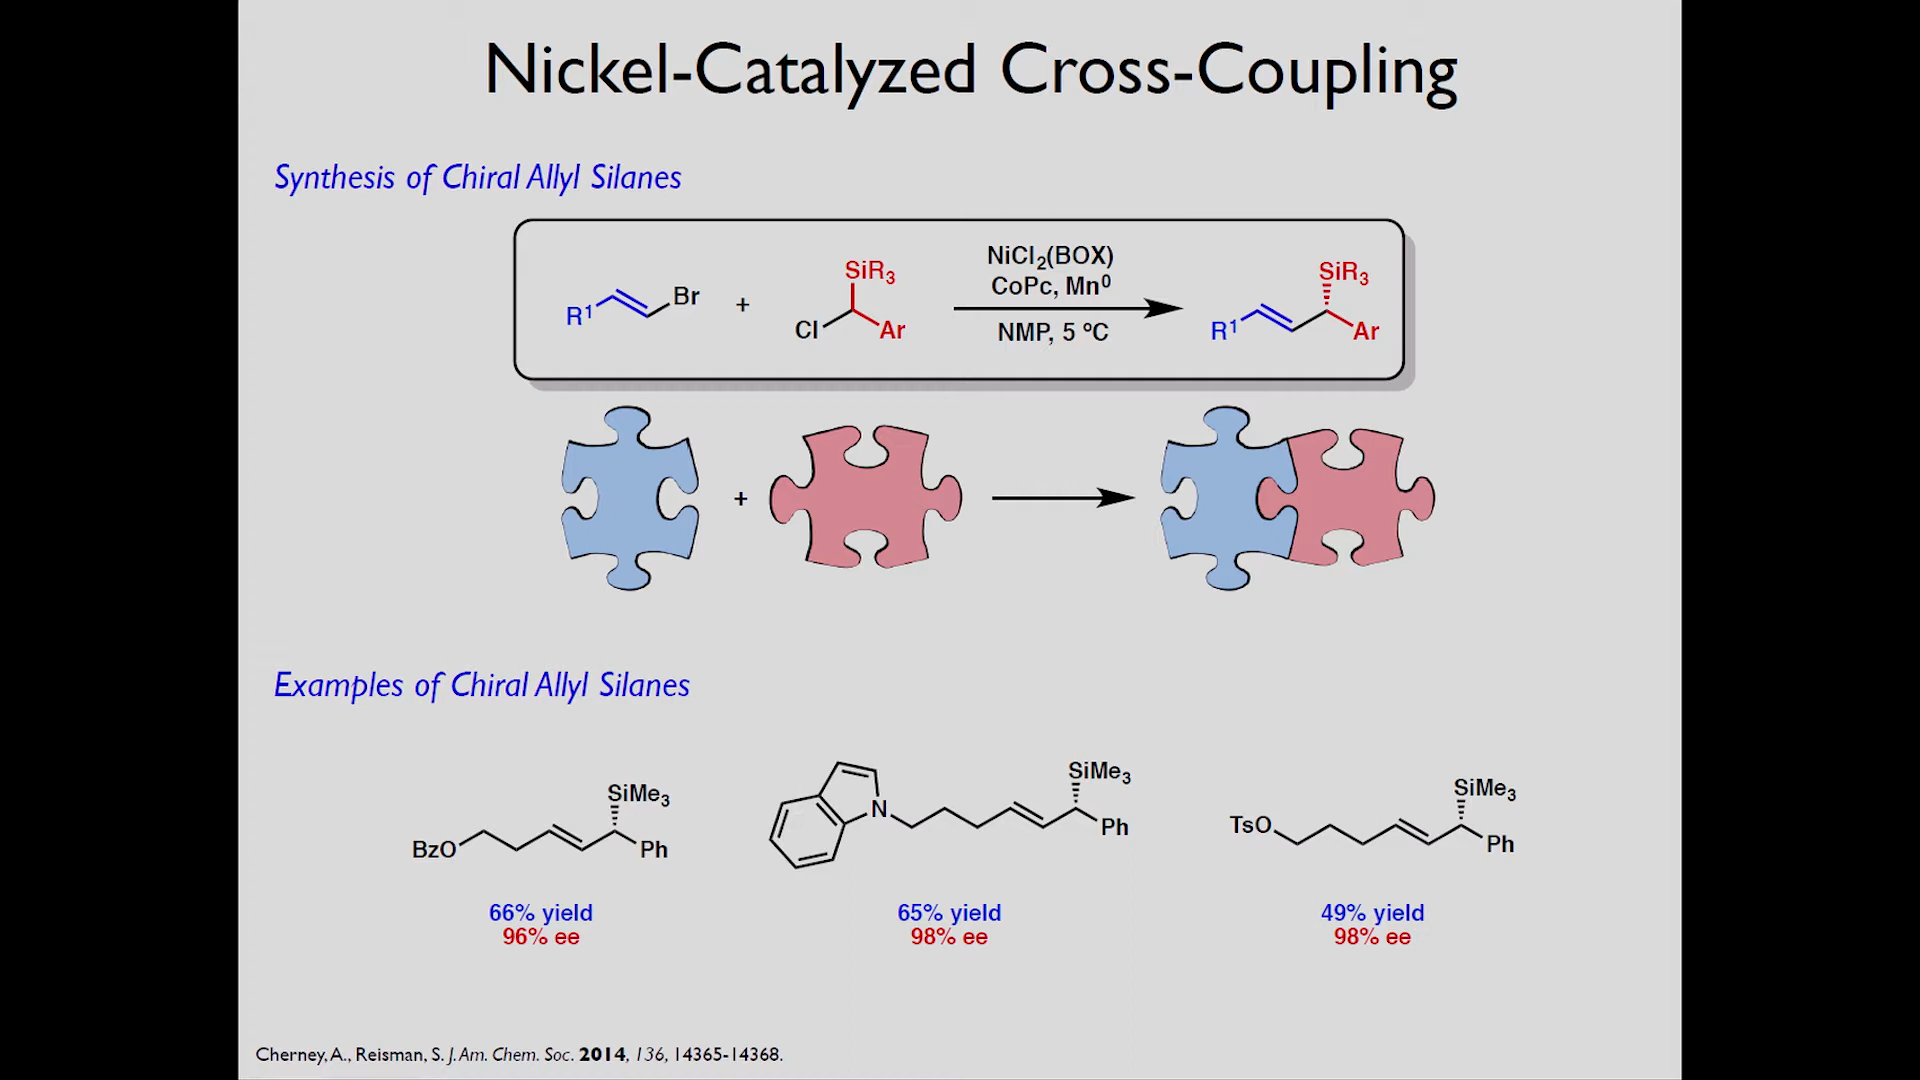 Nickel-Catalyzed Cross-Coupling
Synthesis of Chiral Allyl Silanes
R¹ Br + SiR₃ Cl Ar
NiCl₂(BOX)
CoPc, Mn⁰
NMP, 5 ºC
SiR₃ R¹ Ar
+
Examples of Chiral Allyl Silanes
SiMe₃ BzO Ph
66% yield
96% ee
SiMe₃ N Ph
65% yield
98% ee
SiMe₃ TsO Ph
49% yield
98% ee
Cherney, A., Reisman, S. J. Am. Chem. Soc. 2014, 136, 14365-14368.